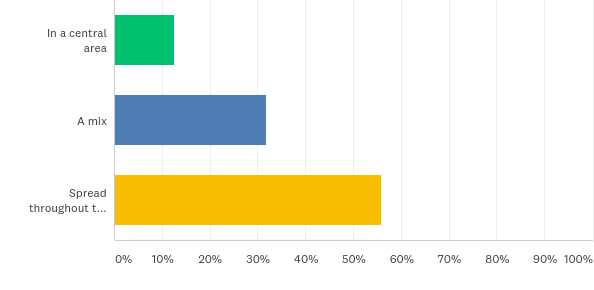 In a central
area
A mix
Spread
throughout t...
0% 10% 20% 30% 40% 50% 60% 70% 80% 90% 100%